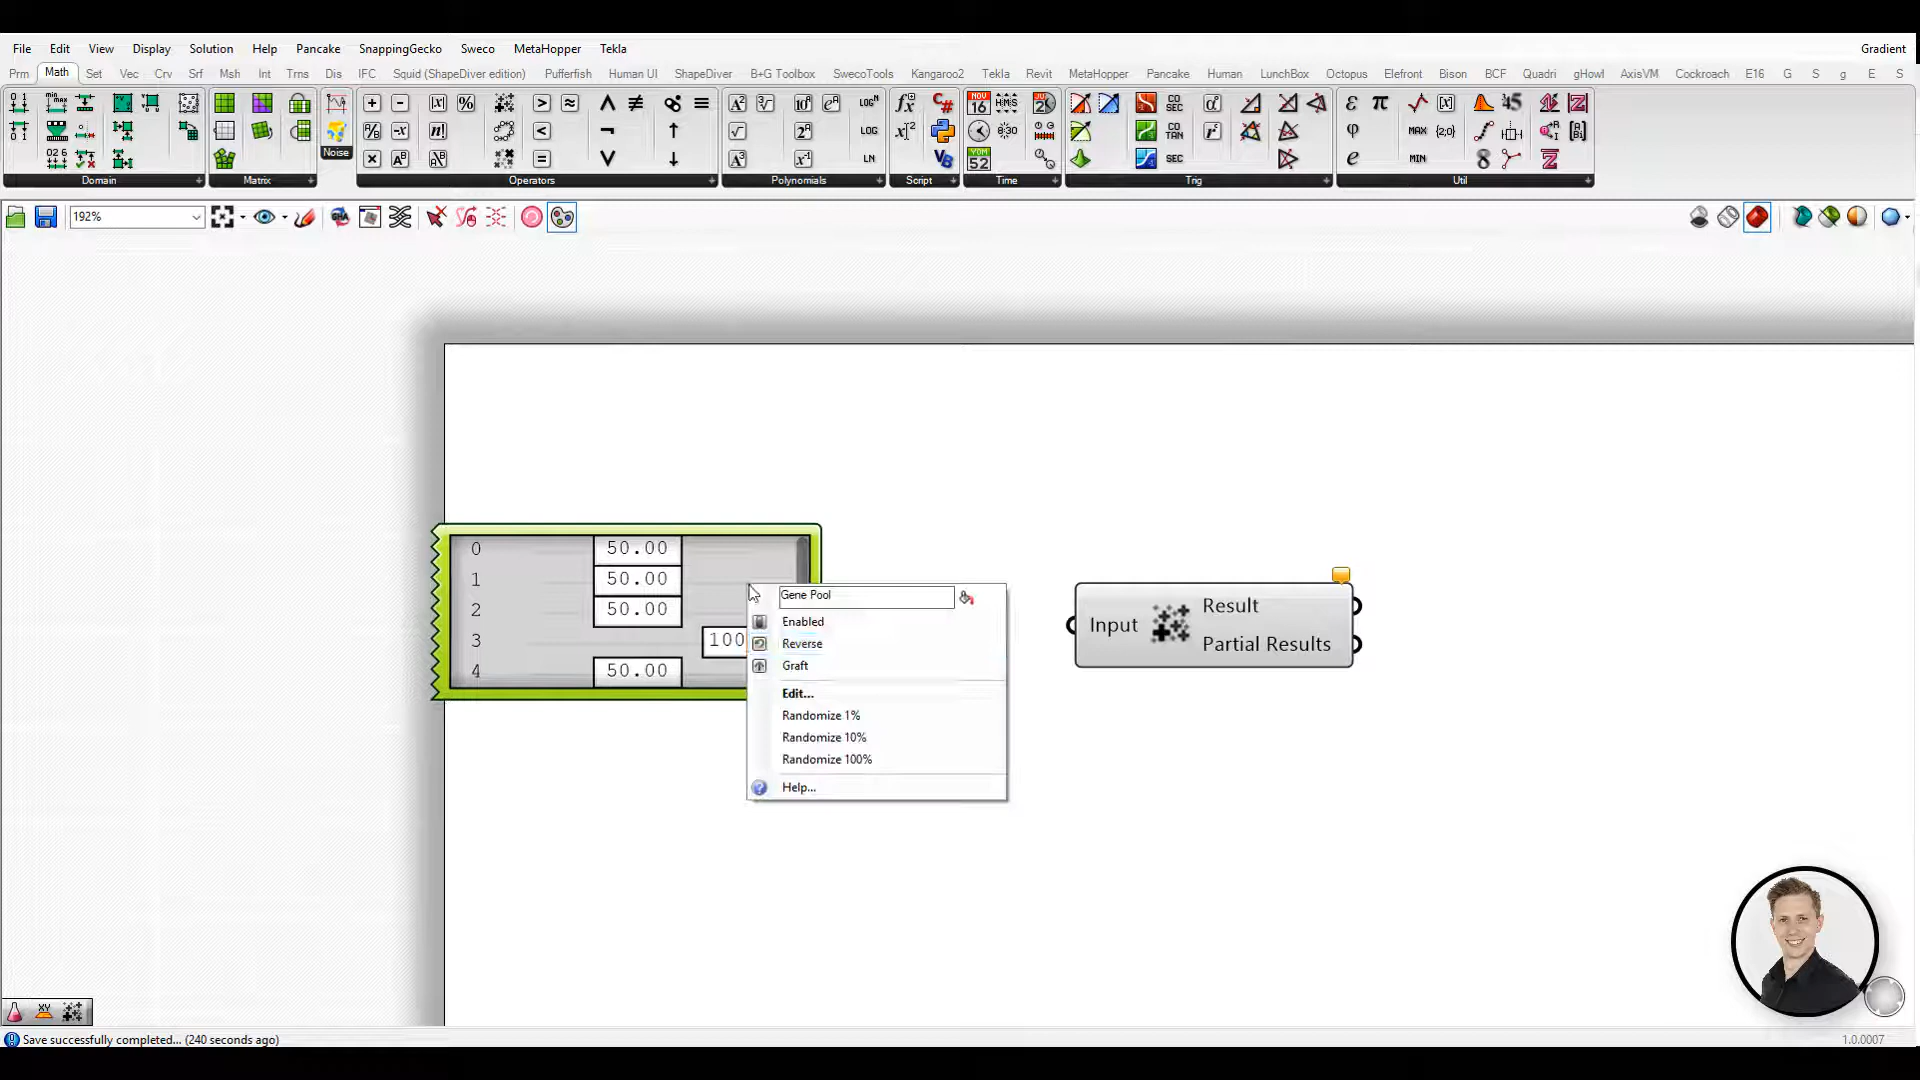 File Edit View Display Solution Help Pancake SnappingGecko Sweco MetaHopper Tekla Gradient
Prm Math Set Vec Crv Srf Msh Int Trns Dis IFC Squid (ShapeDiver edition) Pufferfish Human UI ShapeDiver B+G Toolbox SwecoTools Kangaroo2 Tekla Revit MetaHopper Pancake Human LunchBox Octopus Elefront Bison BCF Quadri gHowl AxisVM Cockroach E16 G S g E S
Noise
Domain Matrix Operators Polynomials Script Time Trig Util
192%
0 50.00
1 50.00
2 50.00
3 100
4 50.00
Gene Pool
Enabled
Reverse
Graft
Edit...
Randomize 1%
Randomize 10%
Randomize 100%
Help...
Input Result
Partial Results
Save successfully completed... (240 seconds ago) 1.0.0007